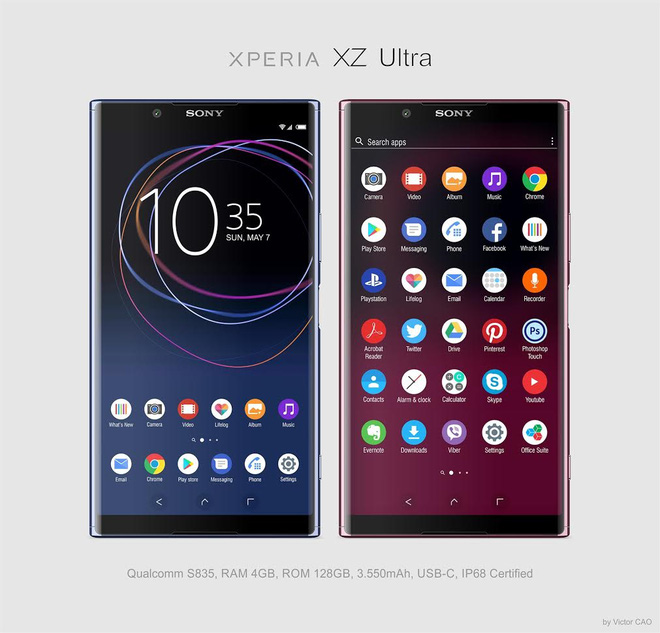 XPERIA XZ Ultra
SONY
10 35
SUN, MAY 7
What's New Camera Video Lifelog Album Music
Email Chrome Play store Messaging Phone Settings
SONY
Search apps
Camera Video Album Music Chrome
Play Store Messaging Phone Facebook What's New
Playstation Lifelog Email Calendar Recorder
Acrobat Reader Twitter Drive Pinterest Photoshop Touch
Ps
Contacts Alarm & clock Calculator Skype Youtube
Evernote Downloads Viber Settings Office Suite
Qualcomm S835, RAM 4GB, ROM 128GB, 3.550mAh, USB-C, IP68 Certified
by Victor CAO